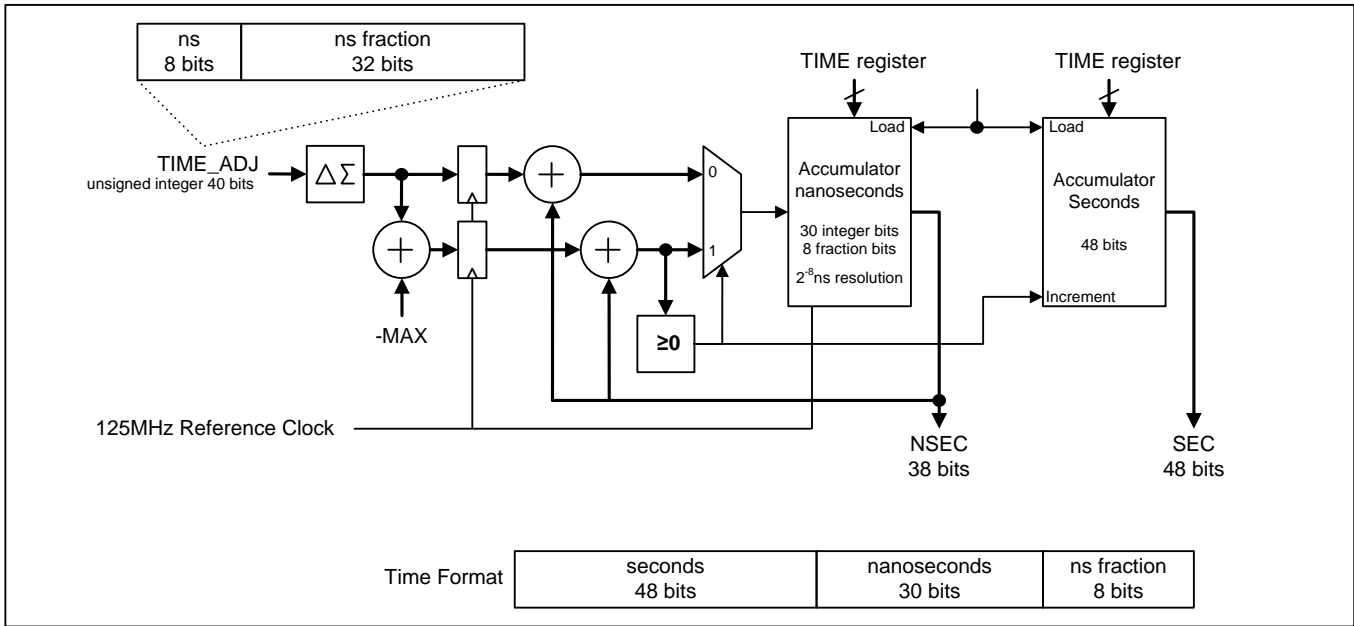 ns
8 bits
ns fraction
32 bits
TIME register
TIME register
TIME_ADJ
unsigned integer 40 bits
ΔΣ
+
0
Load
Accumulator
nanoseconds
30 integer bits
8 fraction bits
2⁻⁸ns resolution
Load
Accumulator
Seconds
48 bits
Increment
+
+
1
-MAX
≥0
125MHz Reference Clock
NSEC
38 bits
SEC
48 bits
Time Format
seconds
48 bits
nanoseconds
30 bits
ns fraction
8 bits